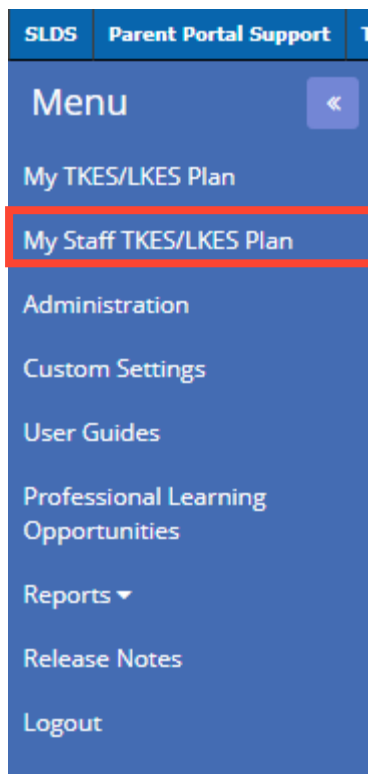 SLDS Parent Portal Support
Menu «
My TKES/LKES Plan
My Staff TKES/LKES Plan
Administration
Custom Settings
User Guides
Professional Learning
Opportunities
Reports
Release Notes
Logout